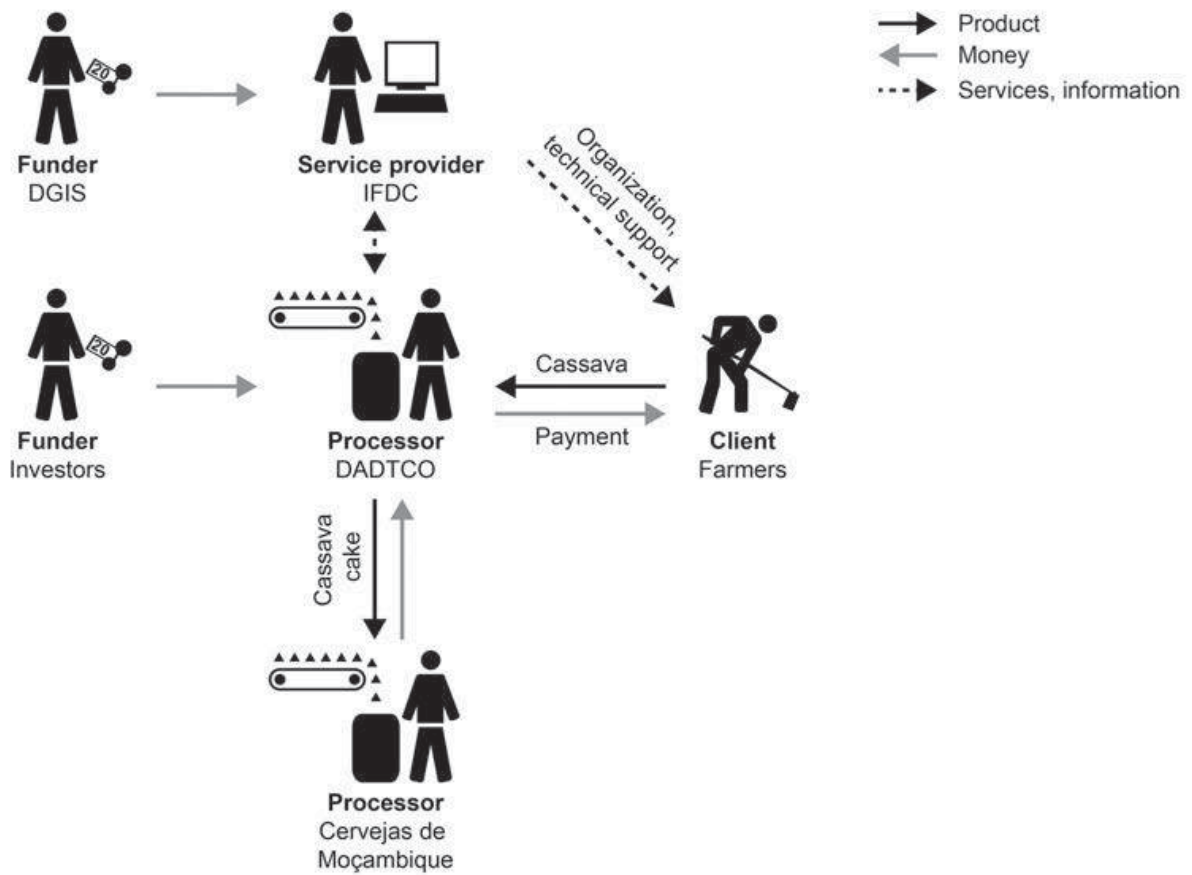 Product
Money
Services, information
20
Funder
DGIS
Service provider
IFDC
Organization,
technical support
20
Funder
Investors
Processor
DADTCO
Cassava
Payment
Client
Farmers
Cassava
cake
Processor
Cervejas de
Moçambique